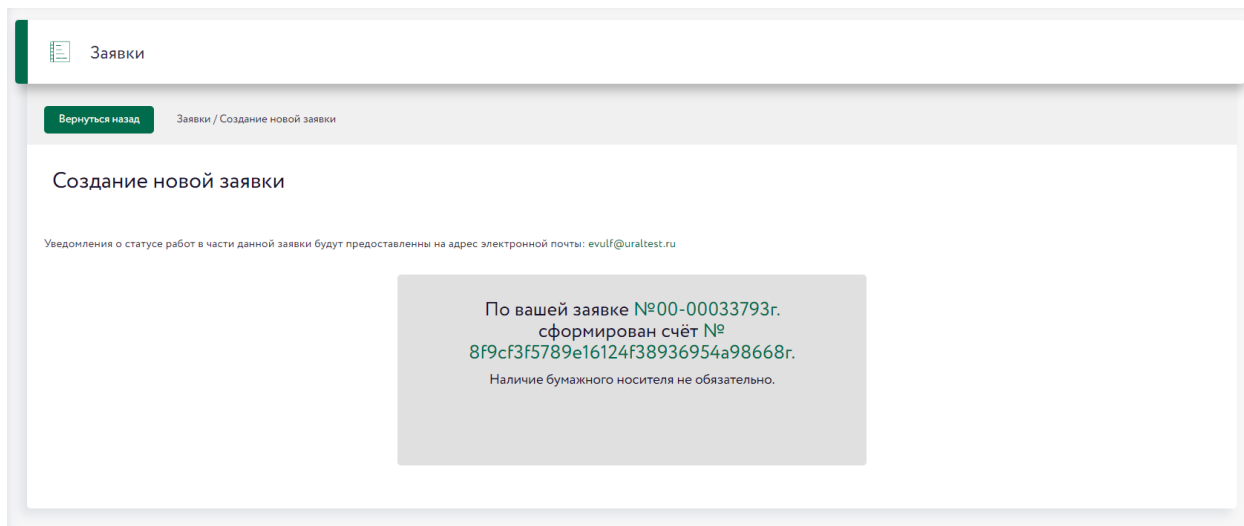 Заявки
Вернуться назад
Заявки / Создание новой заявки
Создание новой заявки
Уведомления о статусе работ в части данной заявки будут предоставленны на адрес электронной почты: evulf@uraltest.ru
По вашей заявке №00-00033793г.
сформирован счёт №
8f9cf3f5789e16124f38936954a98668г.
Наличие бумажного носителя не обязательно.